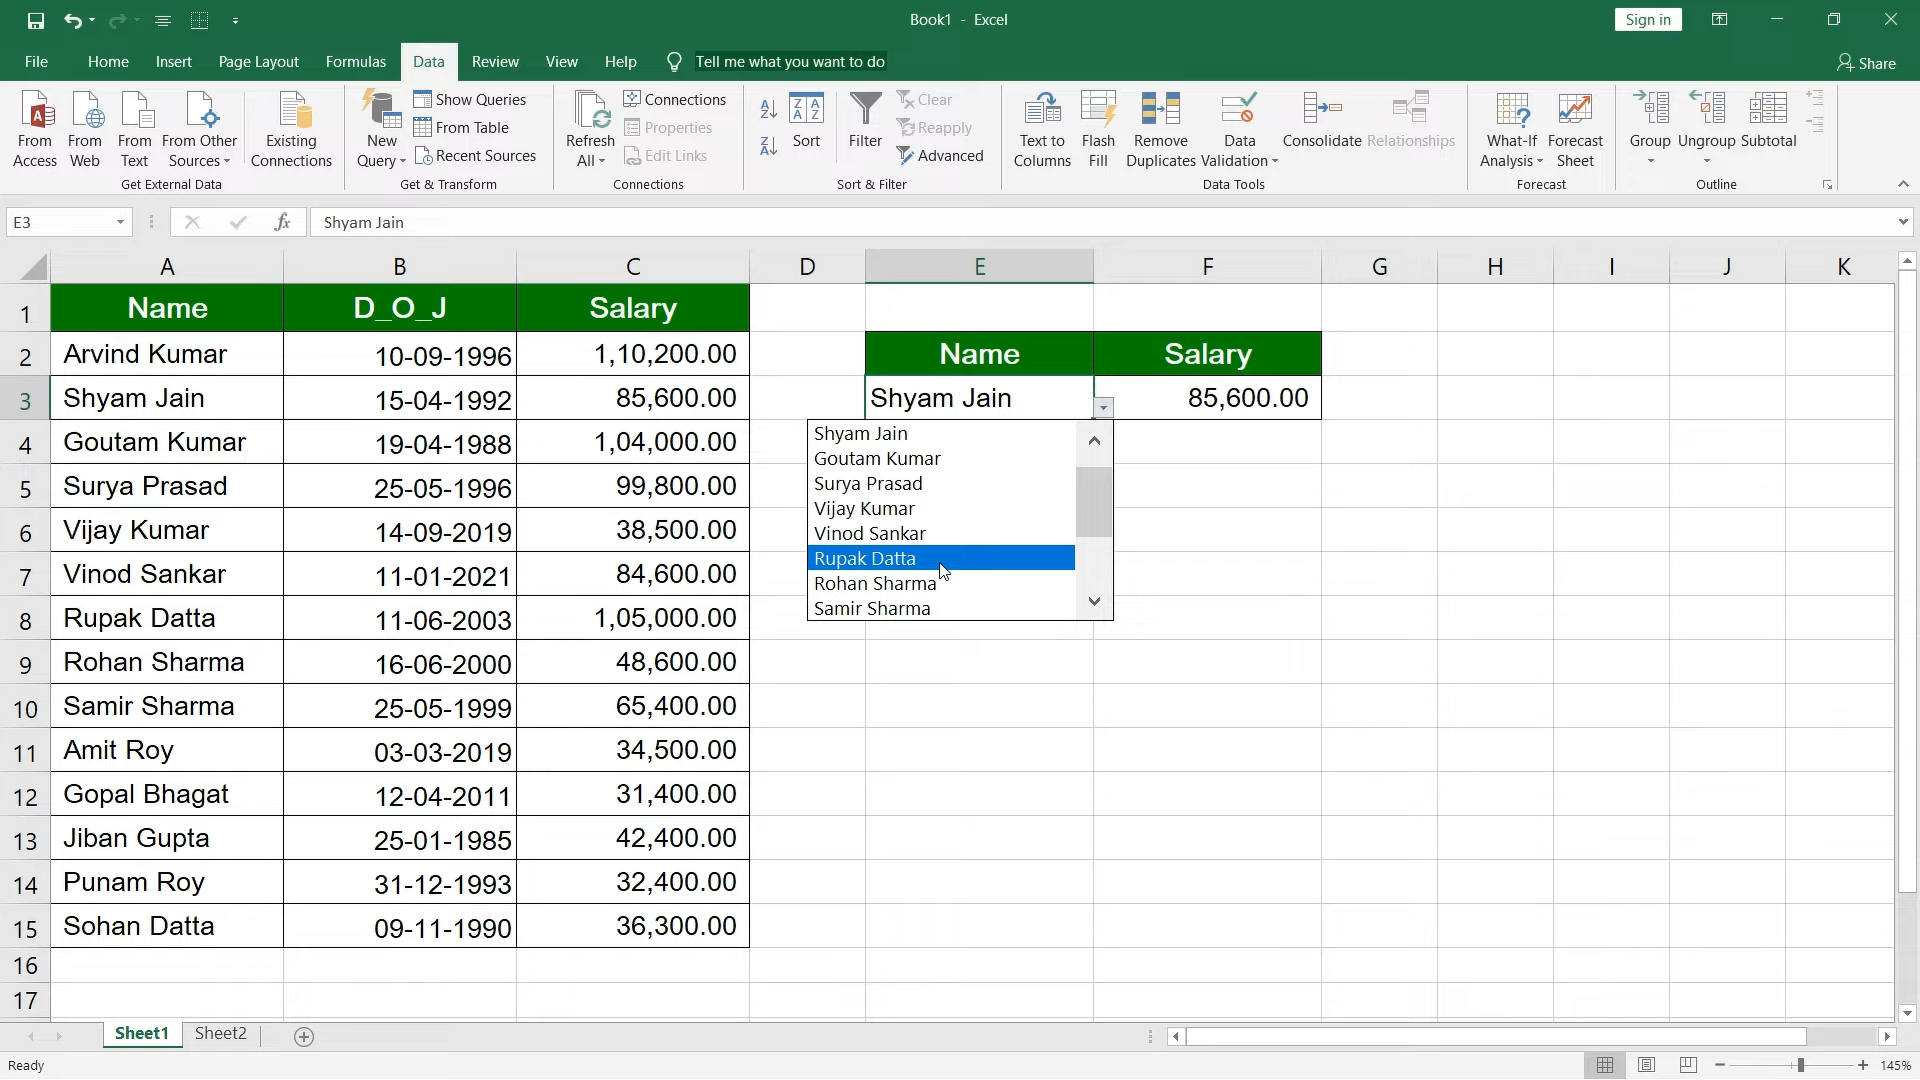 Book1 - Excel
Sign in
File Home Insert Page Layout Formulas Data Review View Help Tell me what you want to do Share
From Access
From Web
From Text
From Other Sources
Existing Connections
Get External Data
New Query
Show Queries
From Table
Recent Sources
Get & Transform
Refresh All
Connections
Properties
Edit Links
Connections
Sort
Filter
Clear
Reapply
Advanced
Sort & Filter
Text to Columns
Flash Fill
Remove Duplicates
Data Validation
Consolidate
Relationships
Data Tools
What-If Analysis
Forecast Sheet
Forecast
Group
Ungroup
Subtotal
Outline
E3 fx Shyam Jain
A B C D E F G H I J K
1 Name D_O_J Salary
2 Arvind Kumar 10-09-1996 1,10,200.00 Name Salary
3 Shyam Jain 15-04-1992 85,600.00 Shyam Jain 85,600.00
4 Goutam Kumar 19-04-1988 1,04,000.00
5 Surya Prasad 25-05-1996 99,800.00
6 Vijay Kumar 14-09-2019 38,500.00
7 Vinod Sankar 11-01-2021 84,600.00
8 Rupak Datta 11-06-2003 1,05,000.00
9 Rohan Sharma 16-06-2000 48,600.00
10 Samir Sharma 25-05-1999 65,400.00
11 Amit Roy 03-03-2019 34,500.00
12 Gopal Bhagat 12-04-2011 31,400.00
13 Jiban Gupta 25-01-1985 42,400.00
14 Punam Roy 31-12-1993 32,400.00
15 Sohan Datta 09-11-1990 36,300.00
16
17
Shyam Jain
Goutam Kumar
Surya Prasad
Vijay Kumar
Vinod Sankar
Rupak Datta
Rohan Sharma
Samir Sharma
Sheet1 Sheet2
Ready 145%